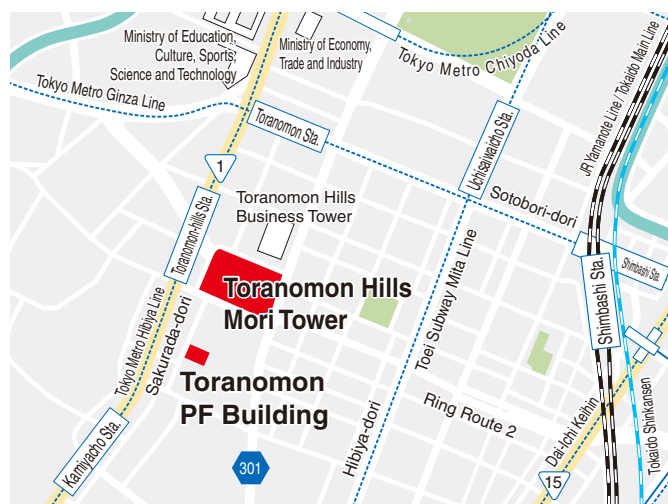 Ministry of Education,
Culture, Sports,
Science and Technology
Ministry of Economy,
Trade and Industry
Tokyo Metro Chiyoda Line
JR Yamanote Line / Tokaido Main Line
Tokyo Metro Ginza Line
Toranomon Sta.
Uchisaiwaicho Sta.
1
Sotobori-dori
Toranomon-hills Sta.
Toranomon Hills
Business Tower
Shimbashi Sta.
Shimbashi Sta.
Toei Subway Mita Line
Toranomon Hills
Mori Tower
Tokyo Metro Hibiya Line
Sakurada-dori
Toranomon
PF Building
Ring Route 2
Hibiya-dori
Dai-Ichi Keihin
Tokaido Shinkansen
Kamiyacho Sta.
301
15